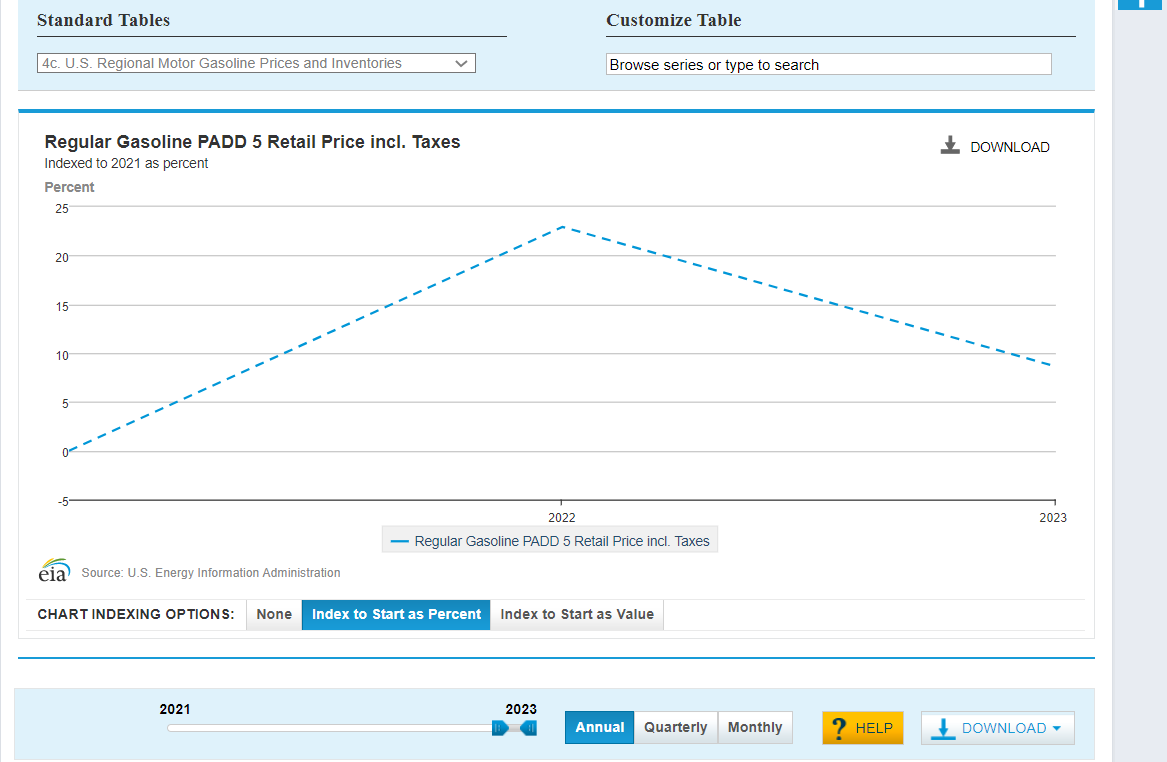 Standard Tables
Customize Table
4c. U.S. Regional Motor Gasoline Prices and Inventories
Browse series or type to search
Regular Gasoline PADD 5 Retail Price incl. Taxes
DOWNLOAD
Indexed to 2021 as percent
Percent
25
20
15
10
5
0
-5
2022
2023
Regular Gasoline PADD 5 Retail Price incl. Taxes
eia
Source: U.S. Energy Information Administration
CHART INDEXING OPTIONS:
None
Index to Start as Percent
Index to Start as Value
2021
2023
Annual
Quarterly
Monthly
? HELP
DOWNLOAD